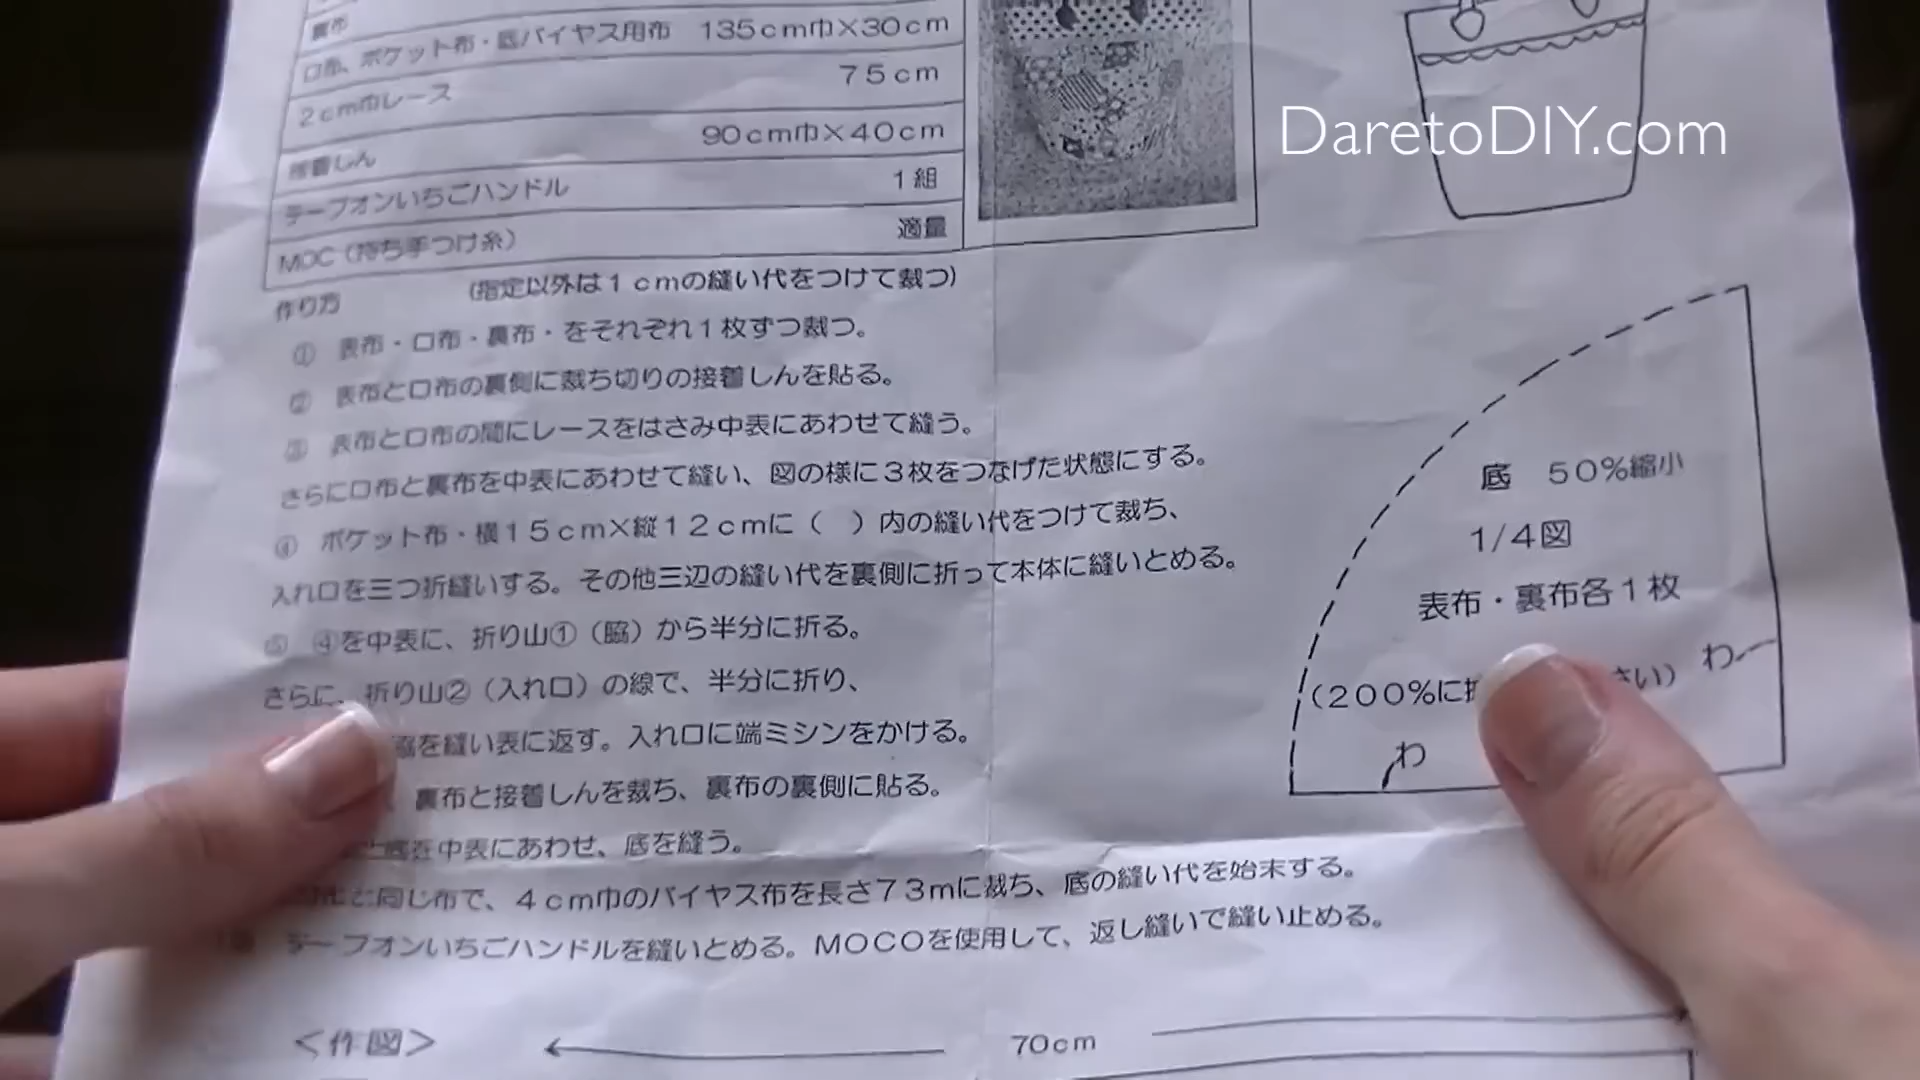 裏布
口布、ポケット布・底バイヤス用布　135cm巾×30cm
2cm巾レース　75cm
接着しん　90cm巾×40cm
テープオンいちごハンドル　1組
MOC（持ち手つけ糸）　適量
DaretoDIY.com
作り方　（指定以外は1cmの縫い代をつけて裁つ）
①　表布・口布・裏布・をそれぞれ1枚ずつ裁つ。
②　表布と口布の裏側に裁ち切りの接着しんを貼る。
③　表布と口布の間にレースをはさみ中表にあわせて縫う。
さらに口布と裏布を中表にあわせて縫い、図の様に3枚をつなげた状態にする。
④　ポケット布・横15cm×縦12cmに（　）内の縫い代をつけて裁ち、
入れ口を三つ折縫いする。その他三辺の縫い代を裏側に折って本体に縫いとめる。
⑤　④を中表に、折り山①（脇）から半分に折る。
さらに、折り山②（入れ口）の線で、半分に折り、
脇を縫い表に返す。入れ口に端ミシンをかける。
裏布と接着しんを裁ち、裏布の裏側に貼る。
底を中表にあわせ、底を縫う。
と同じ布で、4cm巾のバイヤス布を長さ73mに裁ち、底の縫い代を始末する。
テープオンいちごハンドルを縫いとめる。MOCOを使用して、返し縫いで縫い止める。
底　50%縮小
1/4図
表布・裏布各1枚
（200%に さい）
わ
わ
＜作図＞
70cm